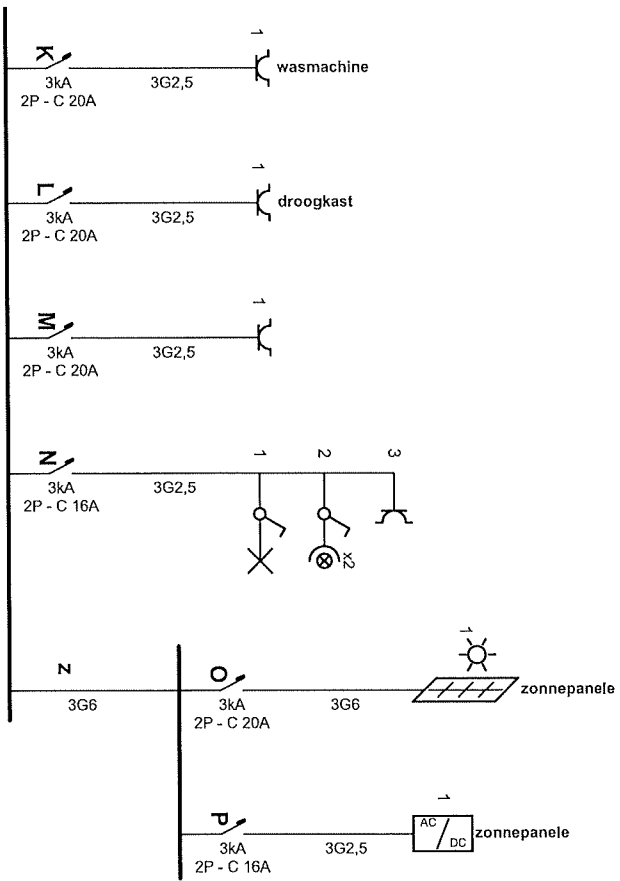 1
K
wasmachine
3kA
3G2,5
2P - C 20A
1
L
droogkast
3kA
3G2,5
2P - C 20A
1
M
3kA
3G2,5
2P - C 20A
N
1
2
3
3kA
3G2,5
2P - C 16A
x2
1
z
O
zonnepanele
3G6
3kA
3G6
2P - C 20A
1
P
AC
DC
zonnepanele
3kA
3G2,5
2P - C 16A